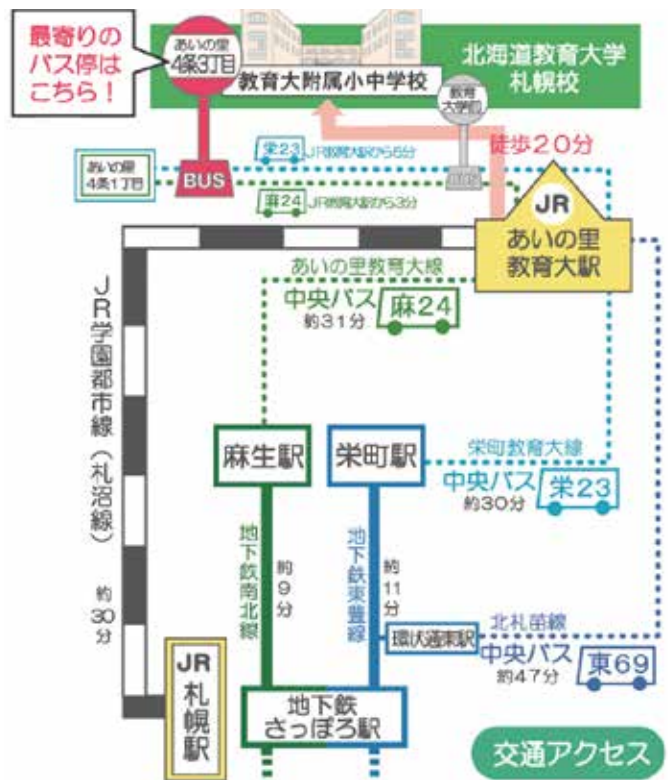 最寄りの
バス停は
こちら！
あいの里
4条3丁目
北海道教育大学
札幌校
教育大附属小中学校
教育
大学前
徒歩20分
あいの里
4条1丁目
栄23 JR教育大駅から6分
BUS
BUS
麻24 JR教育大駅から3分
JR
あいの里
教育大駅
あいの里教育大線
中央バス 麻24
約31分
JR学園都市線（札沼線） 約30分
麻生駅
栄町駅
栄町教育大線
中央バス 栄23
約30分
地下鉄南北線
約9分
地下鉄東豊線
約11分
環状通東駅
北札苗線
中央バス 東69
約47分
JR
札幌駅
地下鉄
さっぽろ駅
交通アクセス